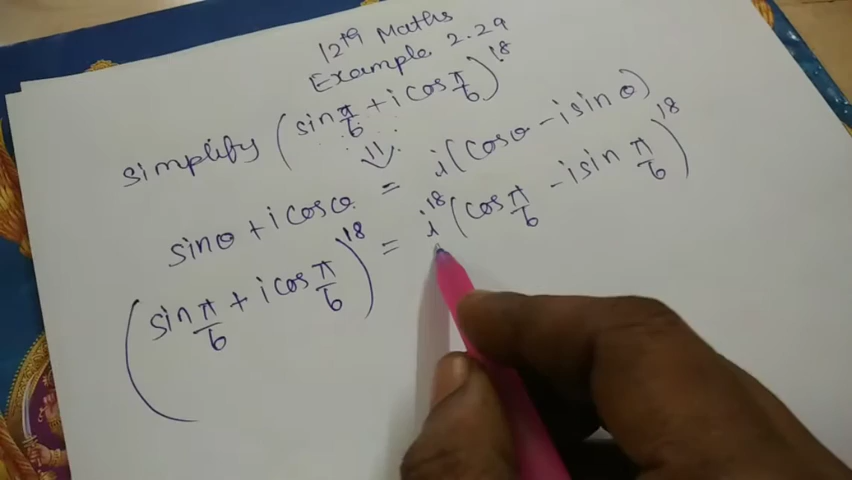 12th Maths
Example 2.29
simplify (sin π/6 + i cos π/6)^18
sinθ + i cosθ = i(cosθ - i sin θ)
(sin π/6 + i cos π/6)^18 = i^18 (cos π/6 - i sin π/6)^18